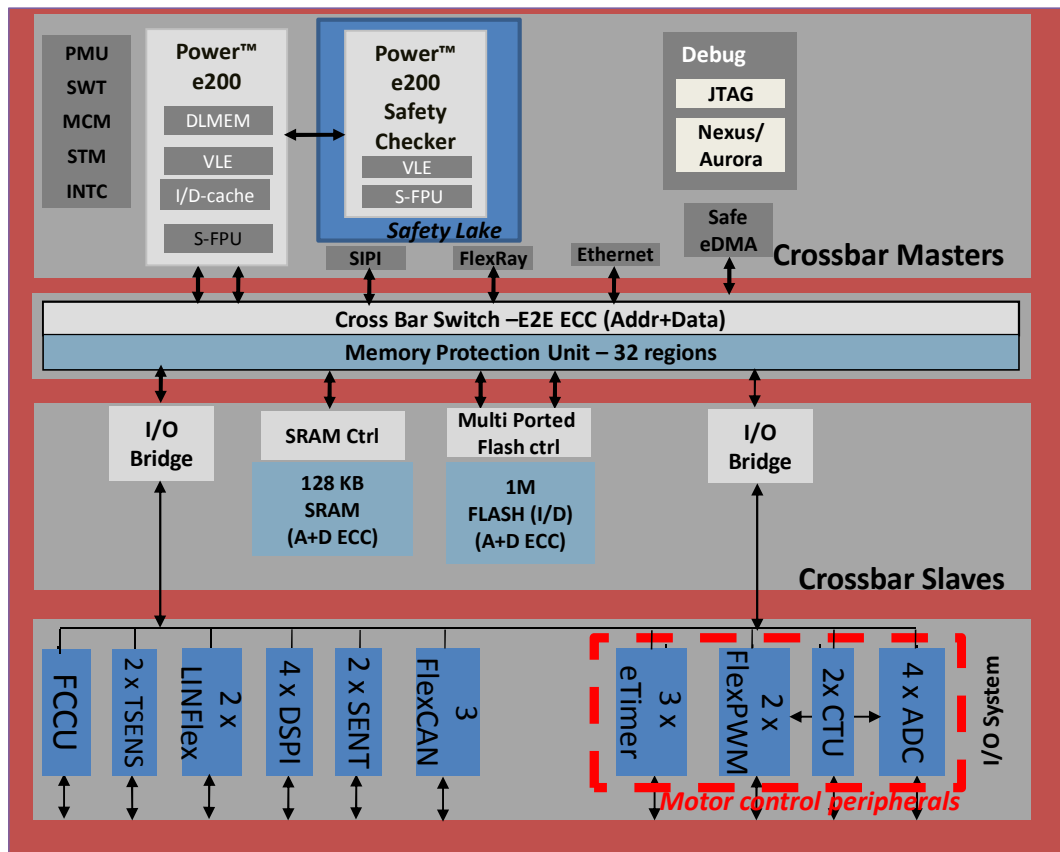 PMU
SWT
MCM
STM
INTC
Power™
e200
DLMEM
VLE
I/D-cache
S-FPU
Power™
e200
Safety
Checker
VLE
S-FPU
Safety Lake
Debug
JTAG
Nexus/
Aurora
SIPI
FlexRay
Ethernet
Safe
eDMA
Crossbar Masters
Cross Bar Switch –E2E ECC (Addr+Data)
Memory Protection Unit – 32 regions
I/O
Bridge
SRAM Ctrl
128 KB
SRAM
(A+D ECC)
Multi Ported
Flash ctrl
1M
FLASH (I/D)
(A+D ECC)
I/O
Bridge
Crossbar Slaves
FCCU
2 x TSENS
2 x
LINFlex
4 x DSPI
2 x SENT
3
FlexCAN
3 x
eTimer
2 x
FlexPWM
2x CTU
4 x ADC
I/O System
Motor control peripherals